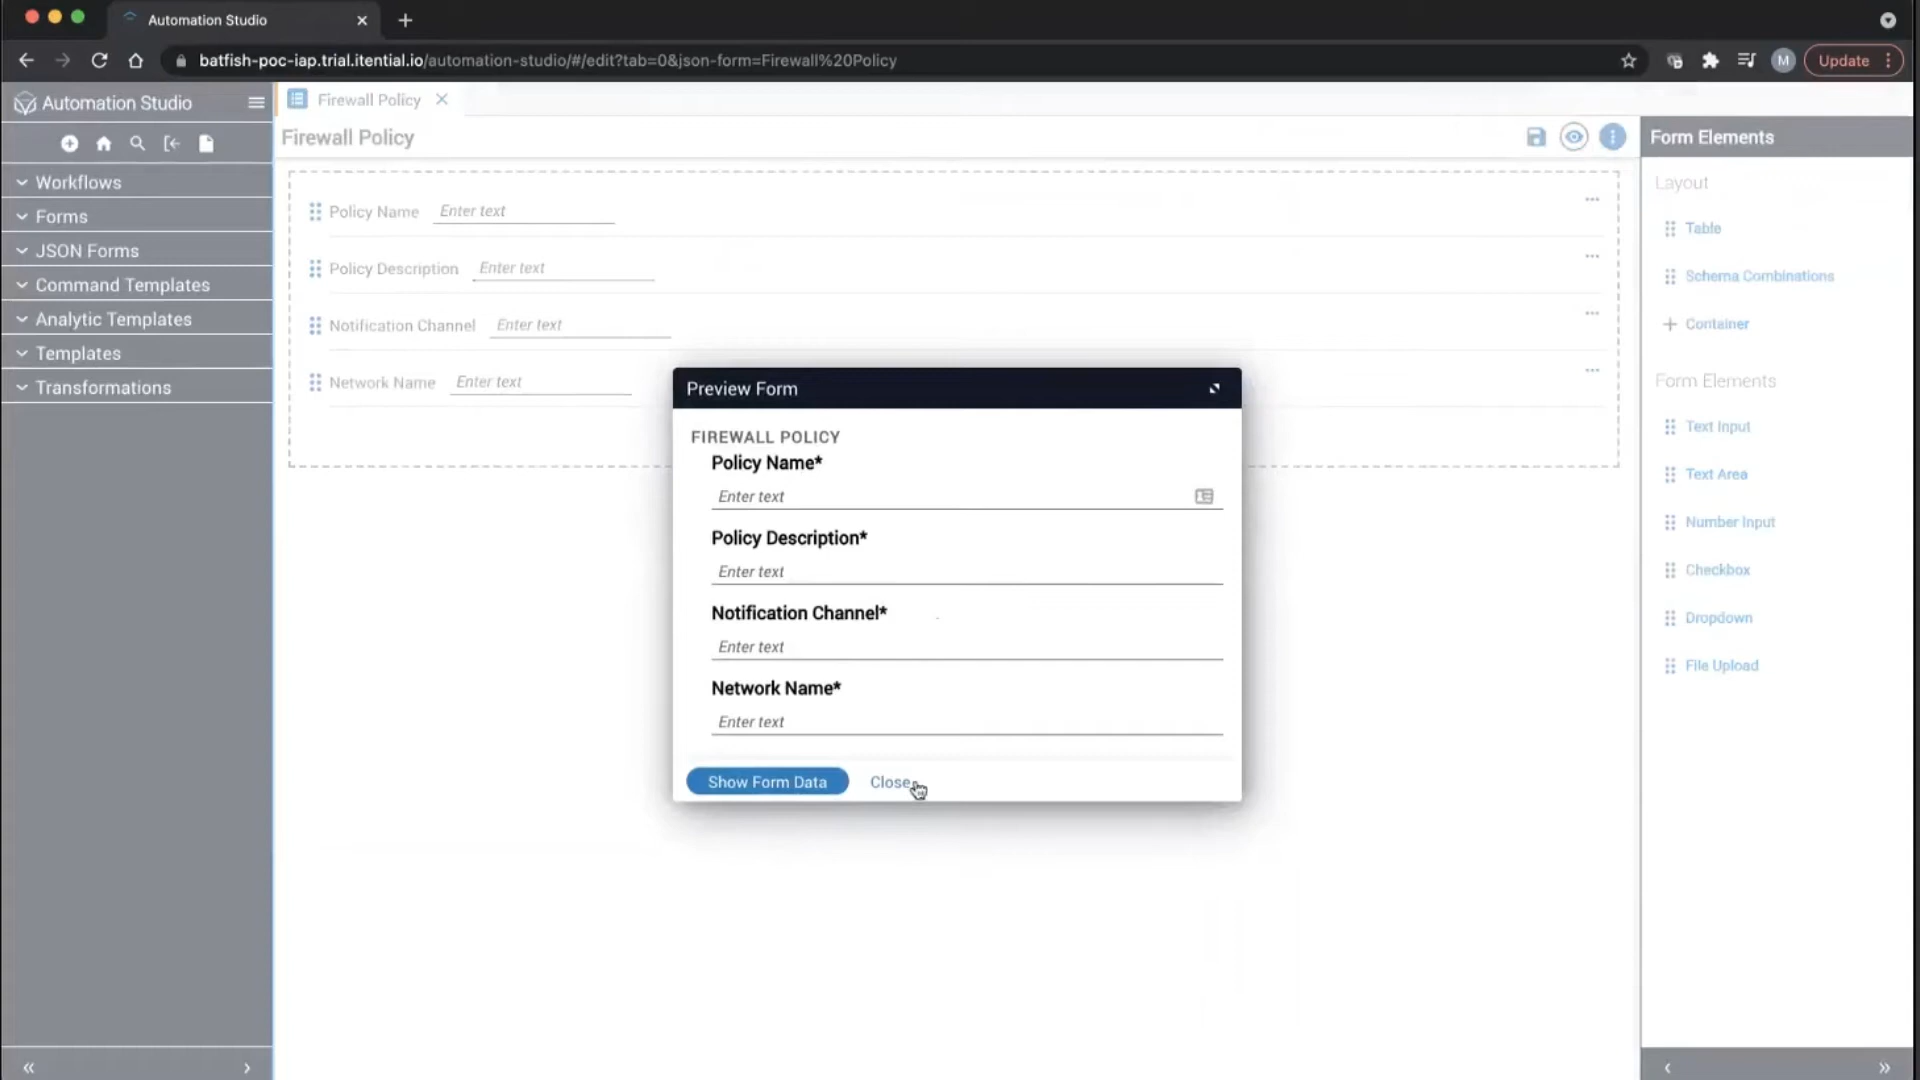 Automation Studio
batfish-poc-iap.trial.itential.io/automation-studio/#/edit?tab=0&json-form=Firewall%20Policy
M
Update
Automation Studio
Workflows
Forms
JSON Forms
Command Templates
Analytic Templates
Templates
Transformations
Firewall Policy
Firewall Policy
Policy Name Enter text
Policy Description Enter text
Notification Channel Enter text
Network Name Enter text
Preview Form
FIREWALL POLICY
Policy Name*
Enter text
Policy Description*
Enter text
Notification Channel*
Enter text
Network Name*
Enter text
Show Form Data Close
Form Elements
Layout
Table
Schema Combinations
Container
Form Elements
Text Input
Text Area
Number Input
Checkbox
Dropdown
File Upload